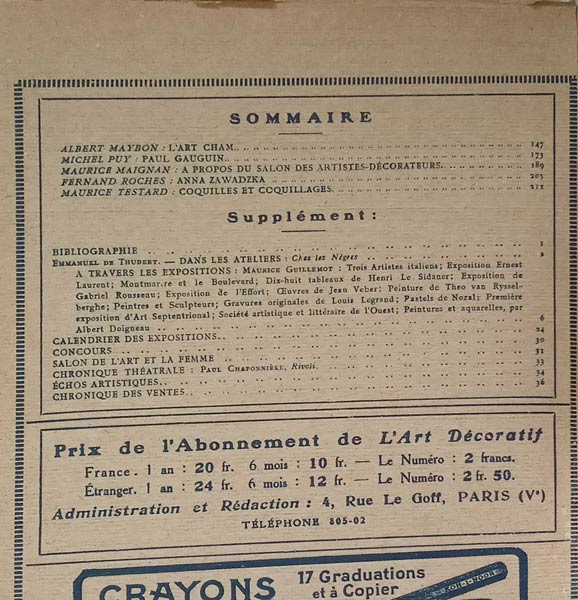 SOMMAIRE
ALBERT MAYBON : L'ART CHAM. 147
MICHEL PUY : PAUL GAUGUIN. 173
MAURICE MAIGNAN : A PROPOS DU SALON DES ARTISTES-DÉCORATEURS. 189
FERNAND ROCHES : ANNA ZAWADZKA 205
MAURICE TESTARD : COQUILLES ET COQUILLAGES. 211
Supplément :
BIBLIOGRAPHIE 1
EMMANUEL DE THUBERT. — DANS LES ATELIERS : Chez les Nègres 2
A TRAVERS LES EXPOSITIONS : MAURICE GUILLEMOT : Trois Artistes italiens; Exposition Ernest
Laurent; Montmartre et le Boulevard; Dix-huit tableaux de Henri Le Sidaner; Exposition de
Gabriel Rousseau; Exposition de l'Effort; Œuvres de Jean Veber; Peinture de Theo van Ryssel-
berghe; Peintres et Sculpteurs; Gravures originales de Louis Legrand; Pastels de Nozal; Première
exposition d'Art Septentrional; Société artistique et littéraire de l'Ouest; Peintures et aquarelles, par
Albert Doigneau 6
CALENDRIER DES EXPOSITIONS. 24
CONCOURS 30
SALON DE L'ART ET LA FEMME 32
CHRONIQUE THÉATRALE : PAUL CHAPONNIÈRE, Rivoli. 33
ÉCHOS ARTISTIQUES. 34
CHRONIQUE DES VENTES. 36
Prix de l'Abonnement de L'Art Décoratif
France. 1 an : 20 fr. 6 mois : 10 fr. — Le Numéro : 2 francs.
Étranger. 1 an : 24 fr. 6 mois : 12 fr. — Le Numéro : 2 fr. 50.
Administration et Rédaction : 4, Rue Le Goff, PARIS (Vᵉ)
TÉLÉPHONE 805-02
CRAYONS
17 Graduations
et à Copier
KOH-I-NOOR